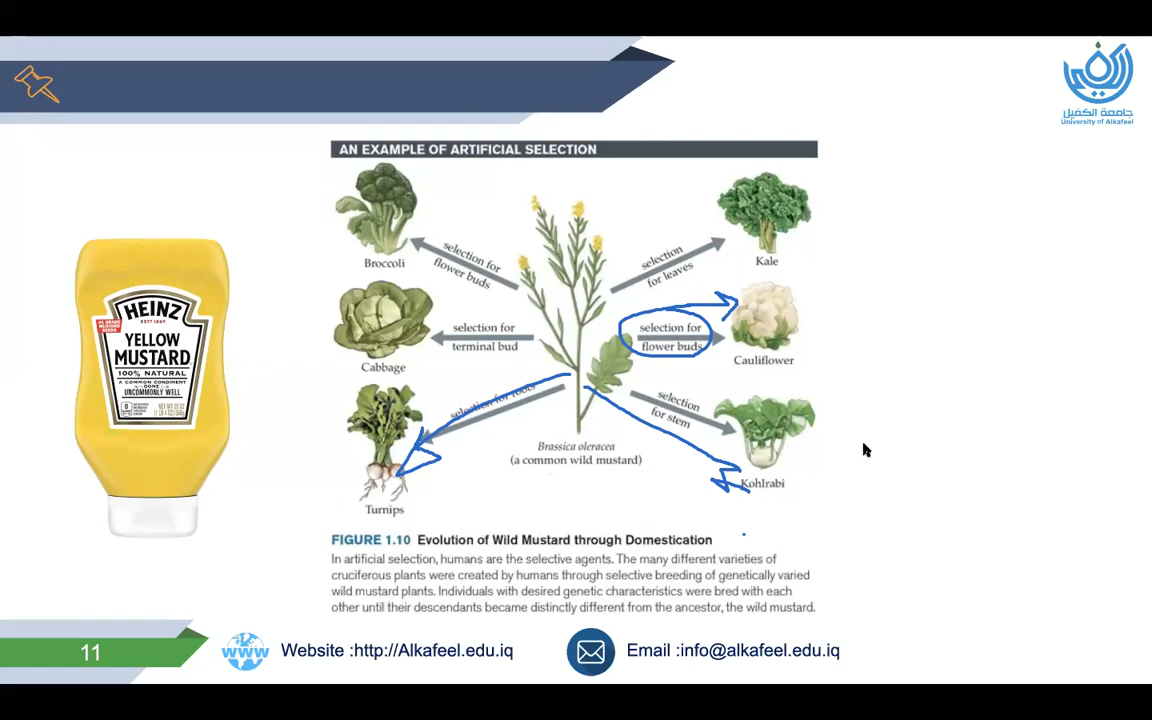 جامعة الكفيل
University of Alkafeel
AN EXAMPLE OF ARTIFICIAL SELECTION
selection for
flower buds
Broccoli
selection
for leaves
Kale
selection for
terminal bud
Cabbage
selection for
flower buds
Cauliflower
selection for roots
Turnips
selection
for stem
Kohlrabi
Brassica oleracea
(a common wild mustard)
HEINZ
ESTD 1869
YELLOW
MUSTARD
100% NATURAL
A COMMON CONDIMENT
DONE
UNCOMMONLY WELL
FIGURE 1.10 Evolution of Wild Mustard through Domestication
In artificial selection, humans are the selective agents. The many different varieties of
cruciferous plants were created by humans through selective breeding of genetically varied
wild mustard plants. Individuals with desired genetic characteristics were bred with each
other until their descendants became distinctly different from the ancestor, the wild mustard.
11
WWW
Website :http://Alkafeel.edu.iq
Email :info@alkafeel.edu.iq